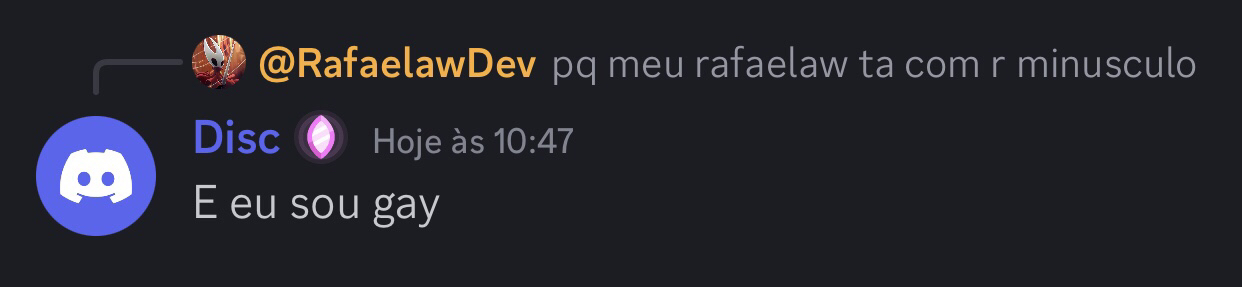 @RafaelawDev pq meu rafaelaw ta com r minusculo
Disc Hoje às 10:47
E eu sou gay